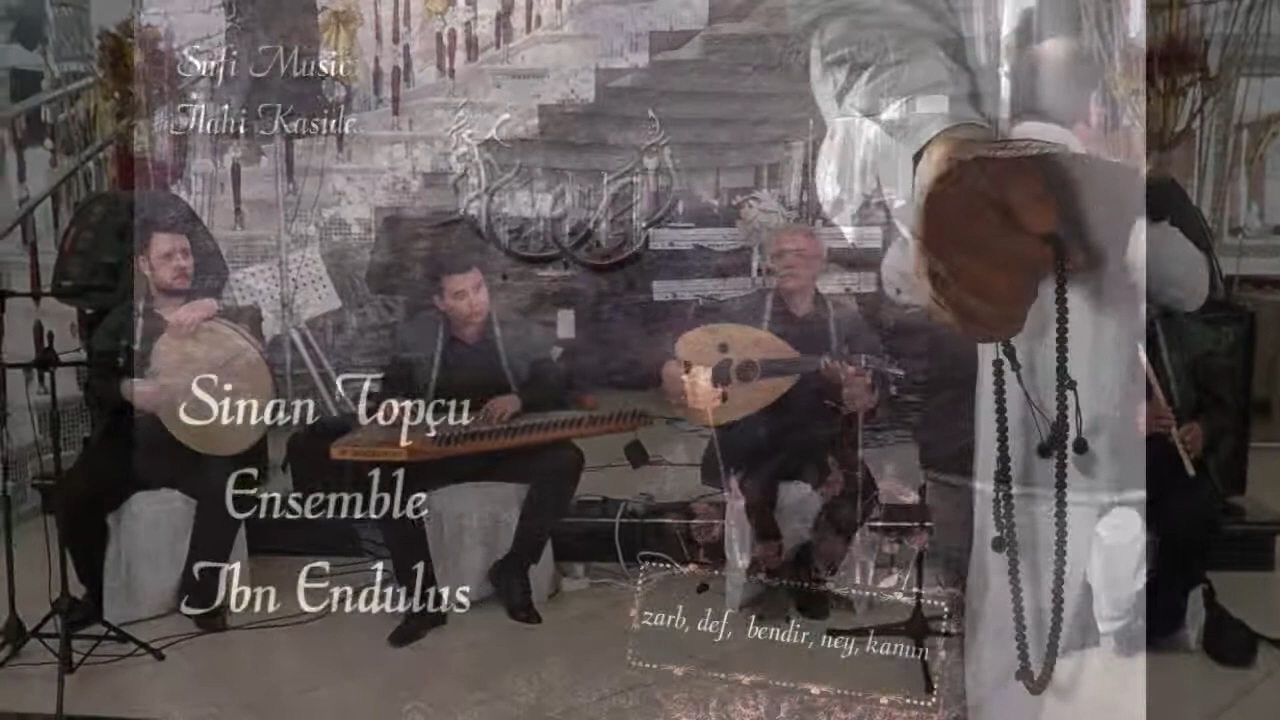 Sufi Music
Ilahi Kaside
Sinan Topçu
Ensemble
Ibn Endulus
zarb, def, bendir, ney, kanun